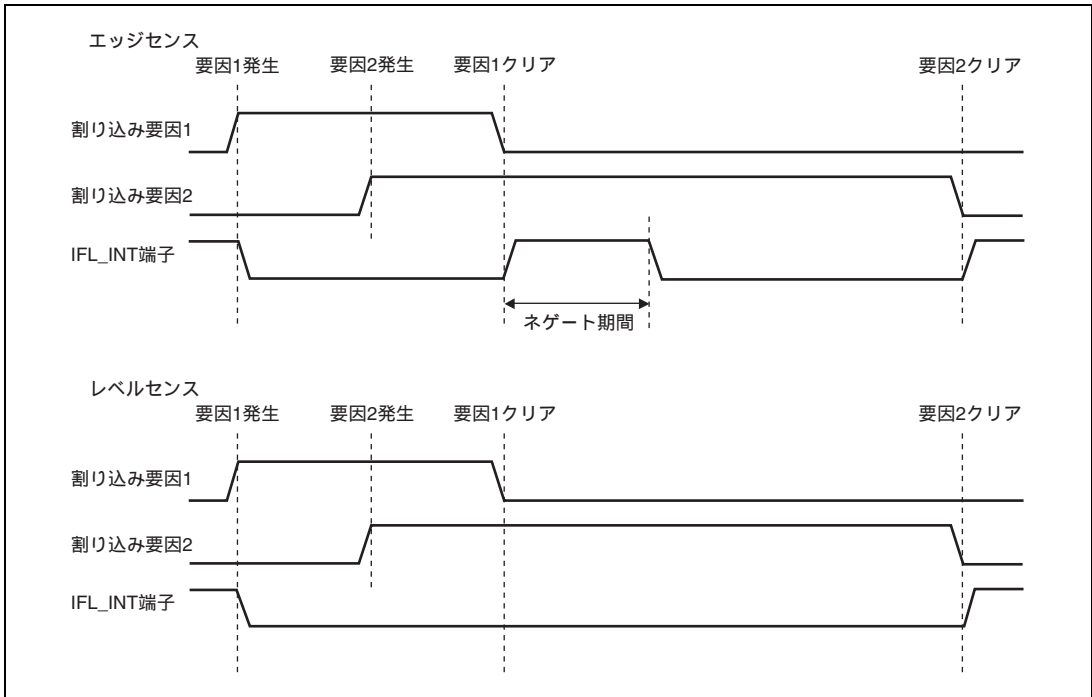 エッジセンス
要因1発生 要因2発生 要因1クリア 要因2クリア
割り込み要因1
割り込み要因2
IFL_INT端子
ネゲート期間
レベルセンス
要因1発生 要因2発生 要因1クリア 要因2クリア
割り込み要因1
割り込み要因2
IFL_INT端子